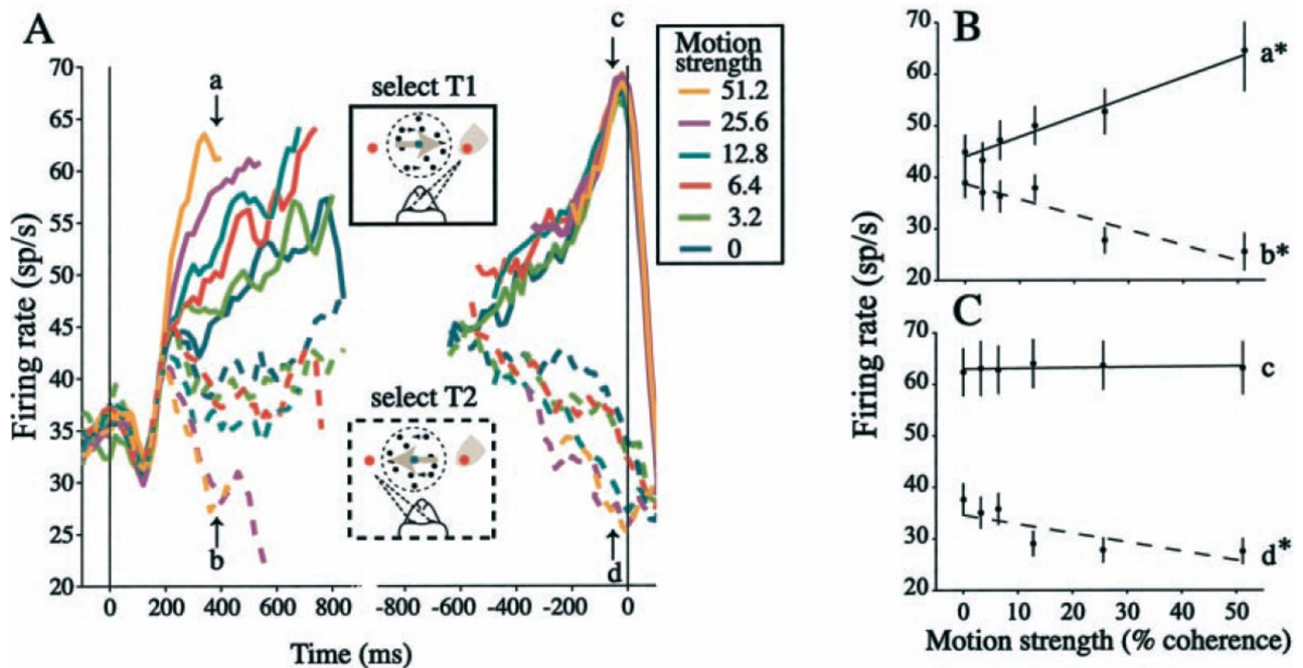 A
B
C
c
a
b
d
70
65
60
55
50
45
40
35
30
25
20
Firing rate (sp/s)
select T1
select T2
Motion
strength
51.2
25.6
12.8
6.4
3.2
0
0 200 400 600 800 -800 -600 -400 -200 0
Time (ms)
70
60
50
40
30
20
a*
b*
Firing rate (sp/s)
70
60
50
40
30
20
c
d*
0 10 20 30 40 50
Motion strength (% coherence)